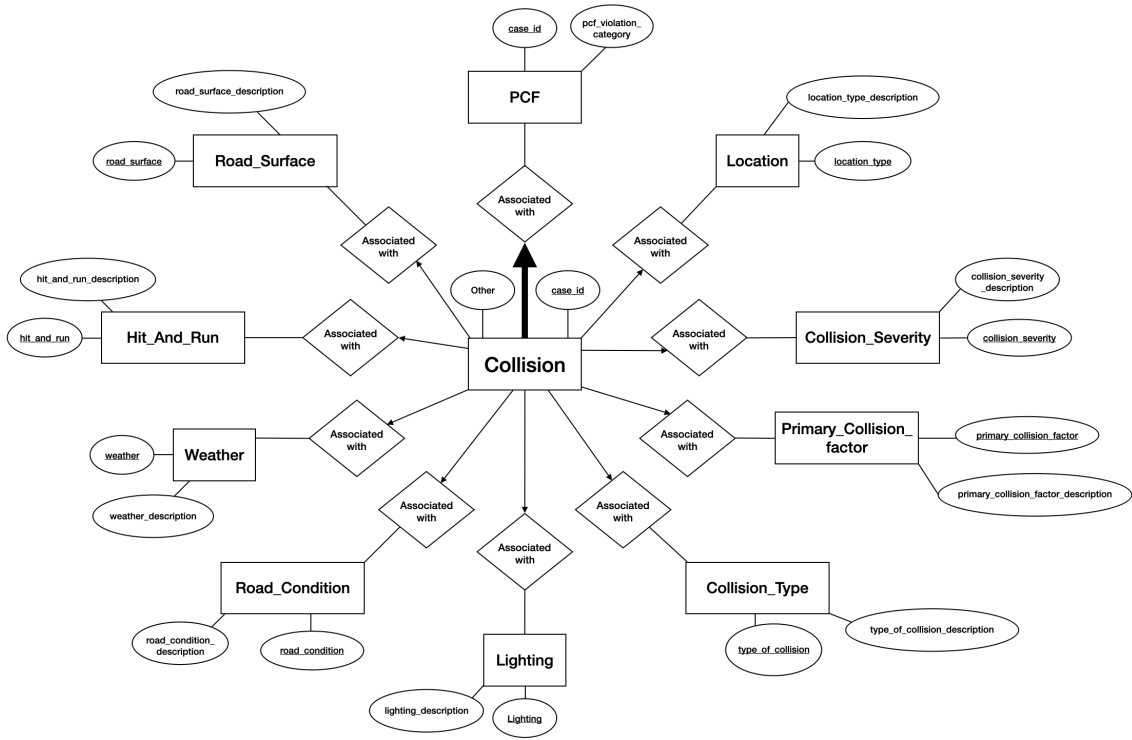 case_id
pcf_violation_
category
PCF
road_surface_description
road_surface
Road_Surface
location_type_description
Location
location_type
Associated
with
Associated
with
Associated
with
hit_and_run_description
hit_and_run
Hit_And_Run
Associated
with
Other
case_id
Collision
Associated
with
collision_severity
_description
Collision_Severity
collision_severity
weather
Weather
weather_description
Associated
with
Associated
with
Primary_Collision_
factor
primary_collision_factor
primary_collision_factor_description
Associated
with
Associated
with
Associated
with
Road_Condition
road_condition_
description
road_condition
Collision_Type
type_of_collision
type_of_collision_description
Lighting
lighting_description
Lighting